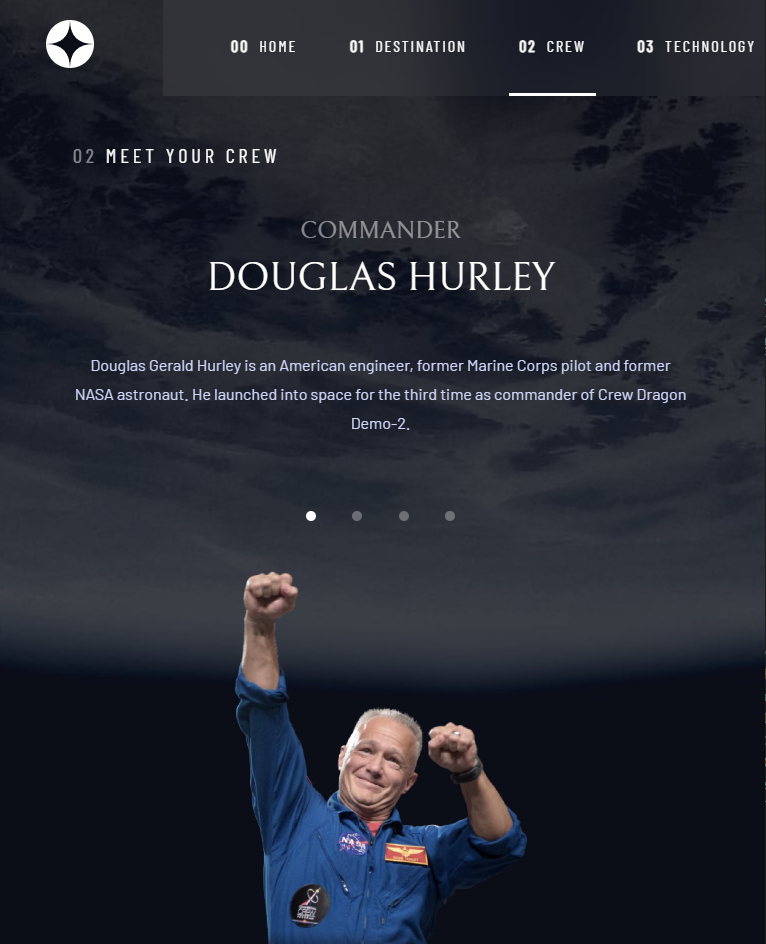 00 HOME
01 DESTINATION
02 CREW
03 TECHNOLOGY
02 MEET YOUR CREW
COMMANDER
DOUGLAS HURLEY
Douglas Gerald Hurley is an American engineer, former Marine Corps pilot and former
NASA astronaut. He launched into space for the third time as commander of Crew Dragon
Demo-2.
NASA